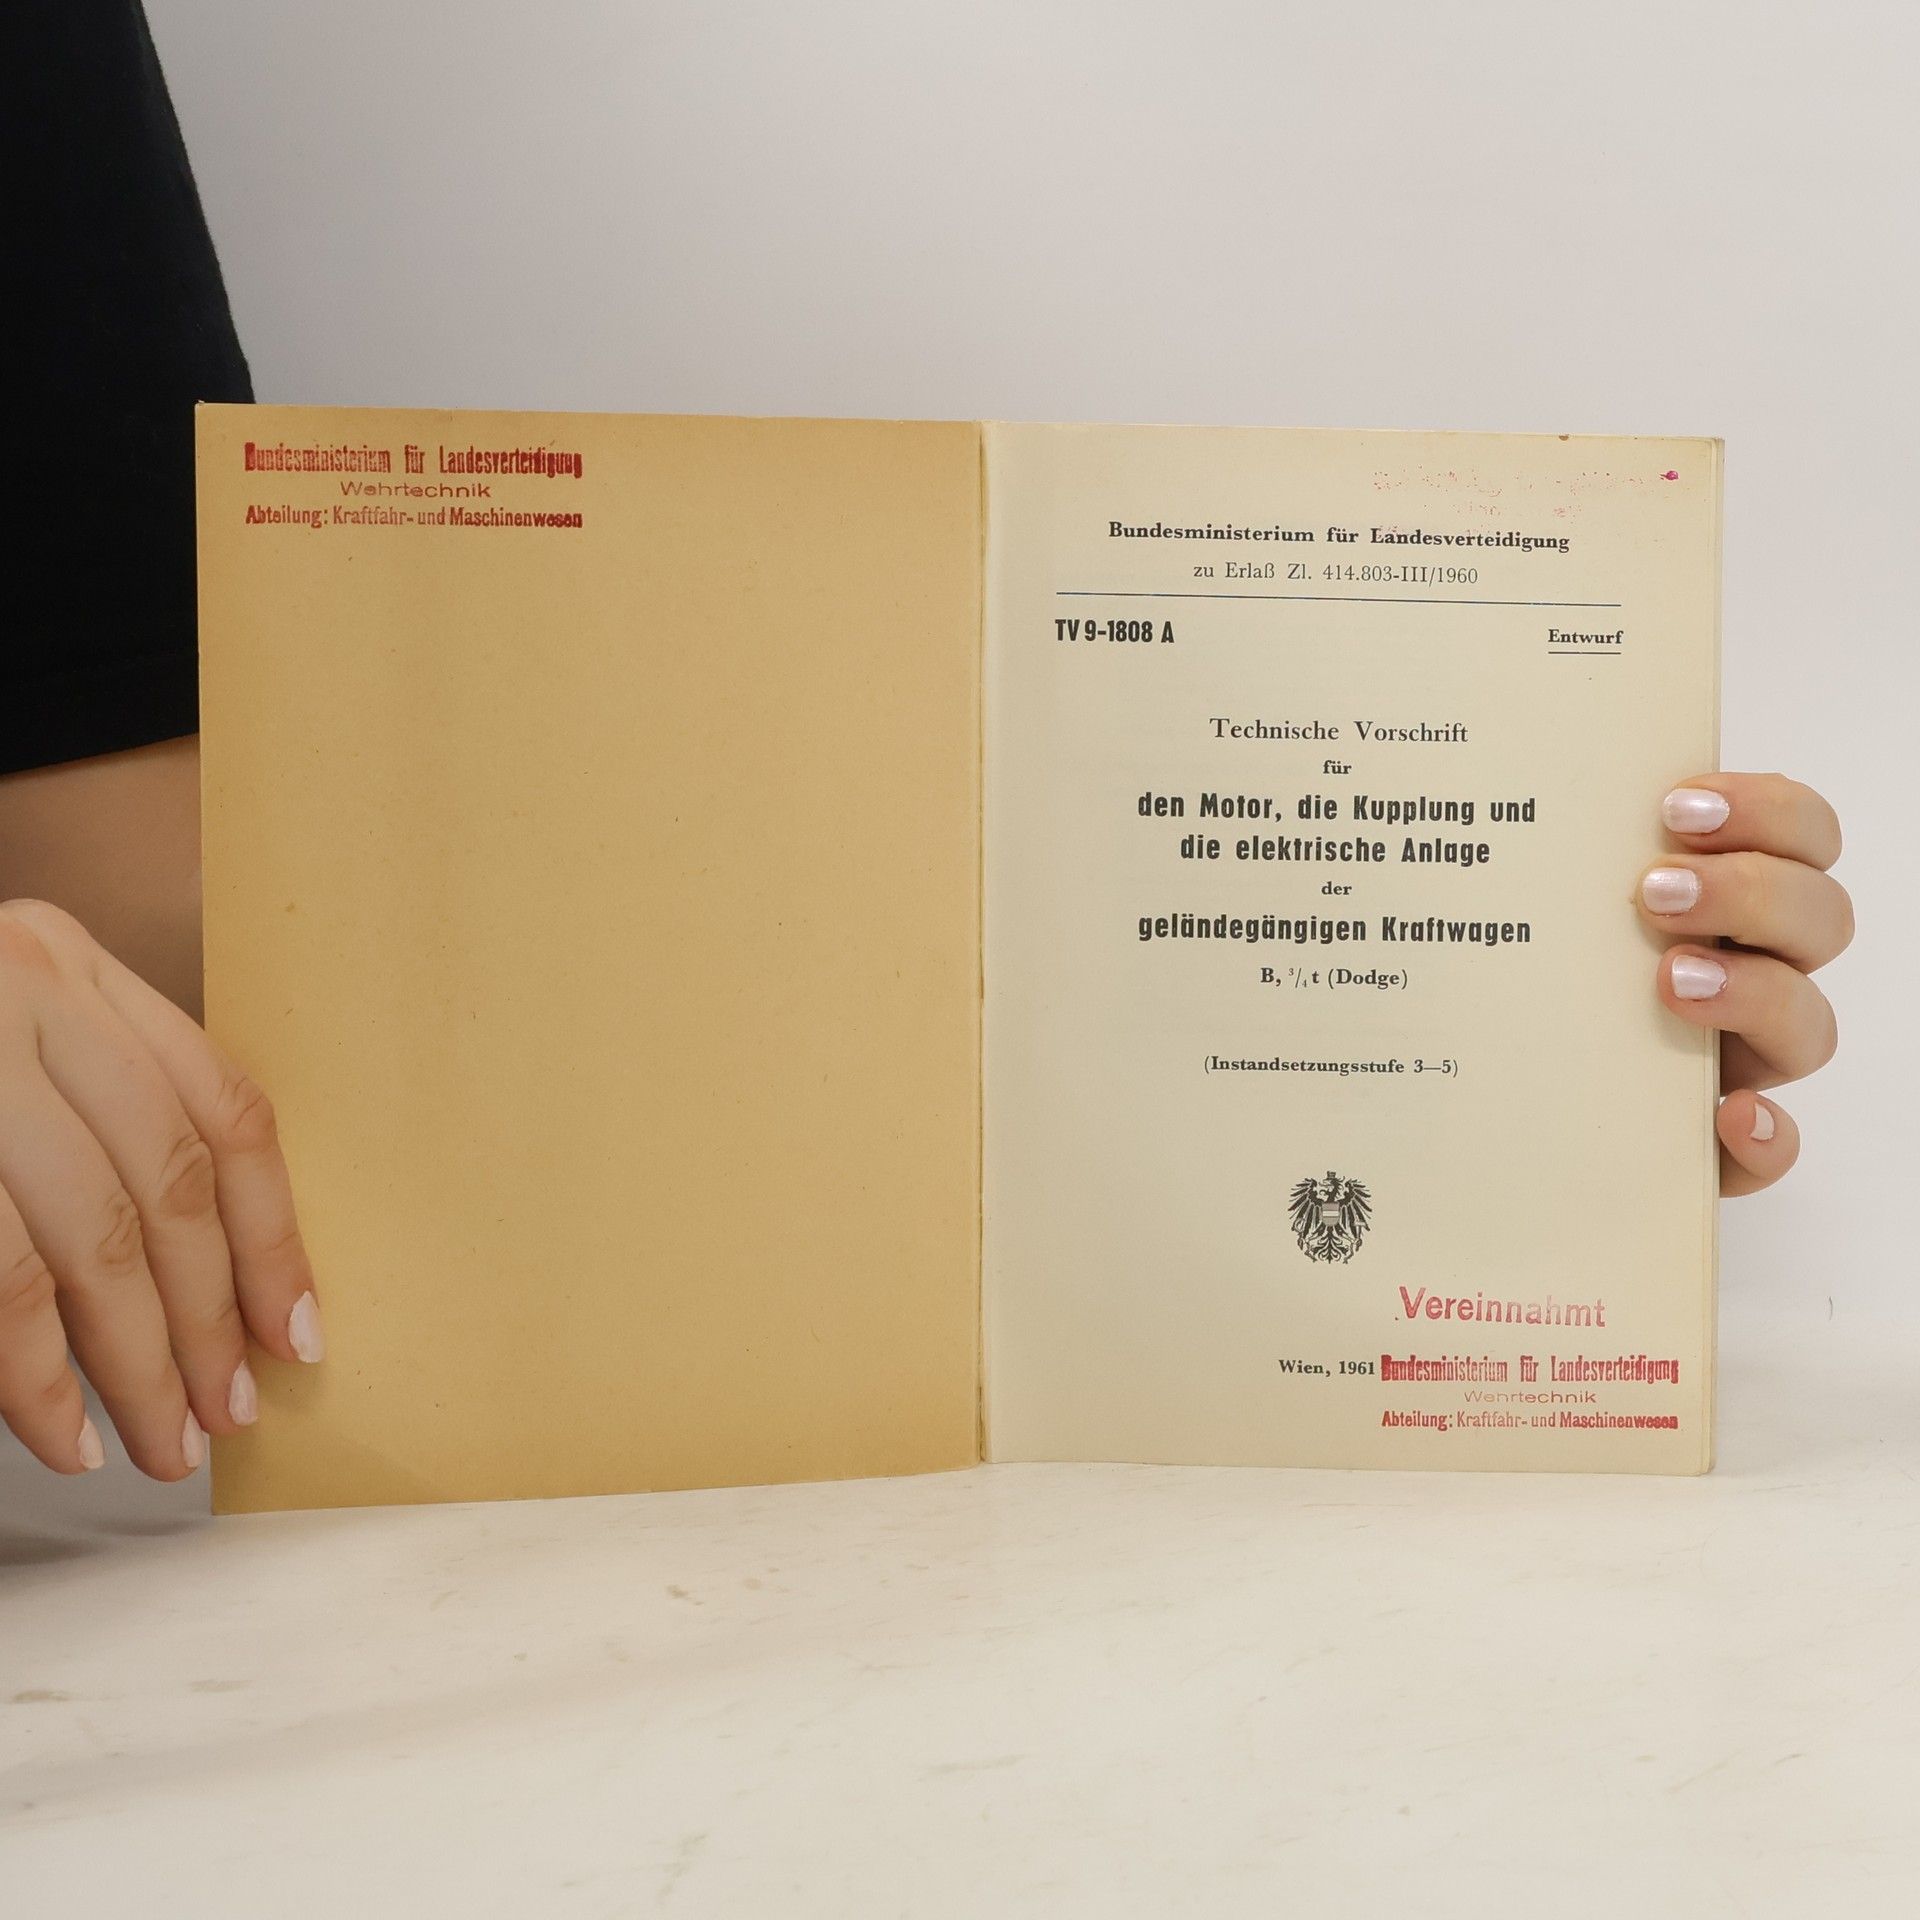 Bundesministerium für Landesverteidigung
Wehrtechnik
Abteilung: Kraftfahr- und Maschinenwesen
Bundesministerium für Landesverteidigung
zu Erlaß Zl. 414.803-III/1960
TV 9-1808 A
Entwurf
Technische Vorschrift
für
den Motor, die Kupplung und
die elektrische Anlage
der
geländegängigen Kraftwagen
B, ³/₄ t (Dodge)
(Instandsetzungsstufe 3—5)
Vereinnahmt
Wien, 1961
Bundesministerium für Landesverteidigung
Wehrtechnik
Abteilung: Kraftfahr- und Maschinenwesen